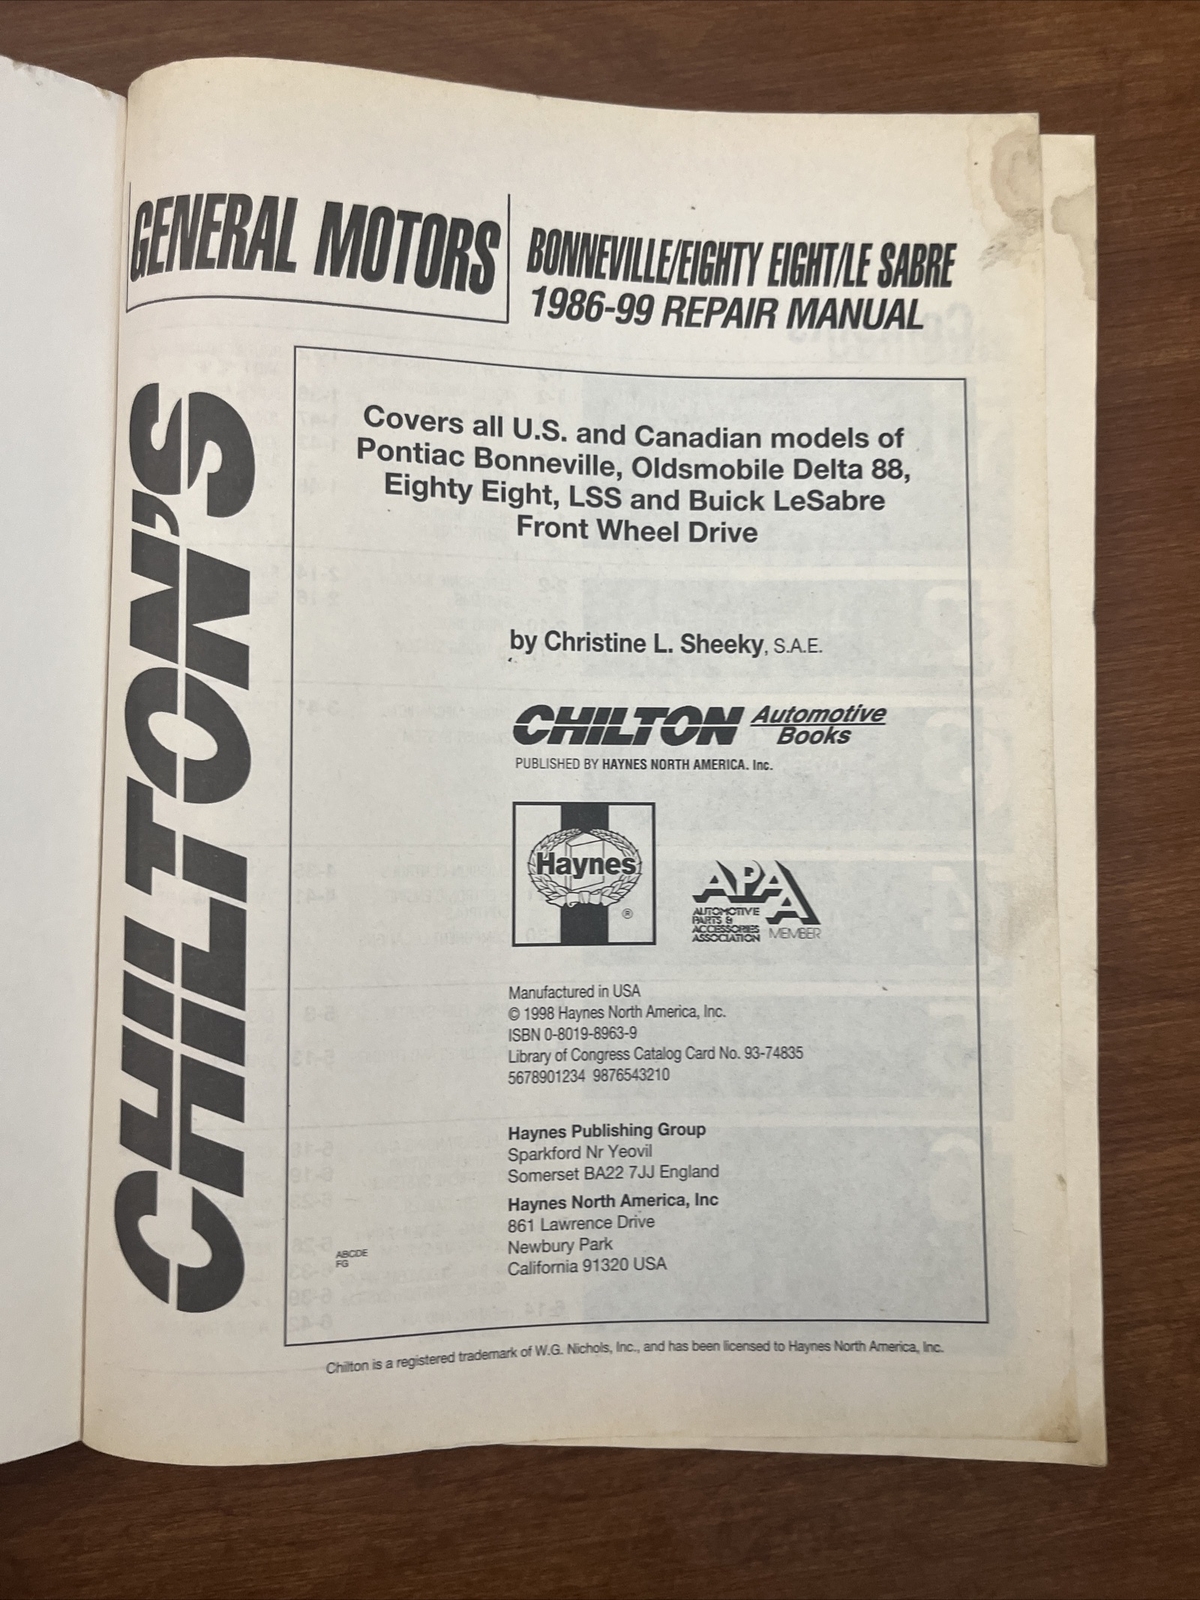 GENERAL MOTORS
BONNEVILLE/EIGHTY EIGHT/LE SABRE
1986-99 REPAIR MANUAL
CHILTON'S
Covers all U.S. and Canadian models of
Pontiac Bonneville, Oldsmobile Delta 88,
Eighty Eight, LSS and Buick LeSabre
Front Wheel Drive
by Christine L. Sheeky, S.A.E.
CHILTON Automotive
Books
PUBLISHED BY HAYNES NORTH AMERICA. Inc.
Haynes
®
APAA
AUTOMOTIVE
PARTS &
ACCESSORIES
ASSOCIATION MEMBER
Manufactured in USA
© 1998 Haynes North America, Inc.
ISBN 0-8019-8963-9
Library of Congress Catalog Card No. 93-74835
5678901234 9876543210
Haynes Publishing Group
Sparkford Nr Yeovil
Somerset BA22 7JJ England
Haynes North America, Inc
861 Lawrence Drive
Newbury Park
California 91320 USA
ABCDE
FG
Chilton is a registered trademark of W.G. Nichols, Inc., and has been licensed to Haynes North America, Inc.